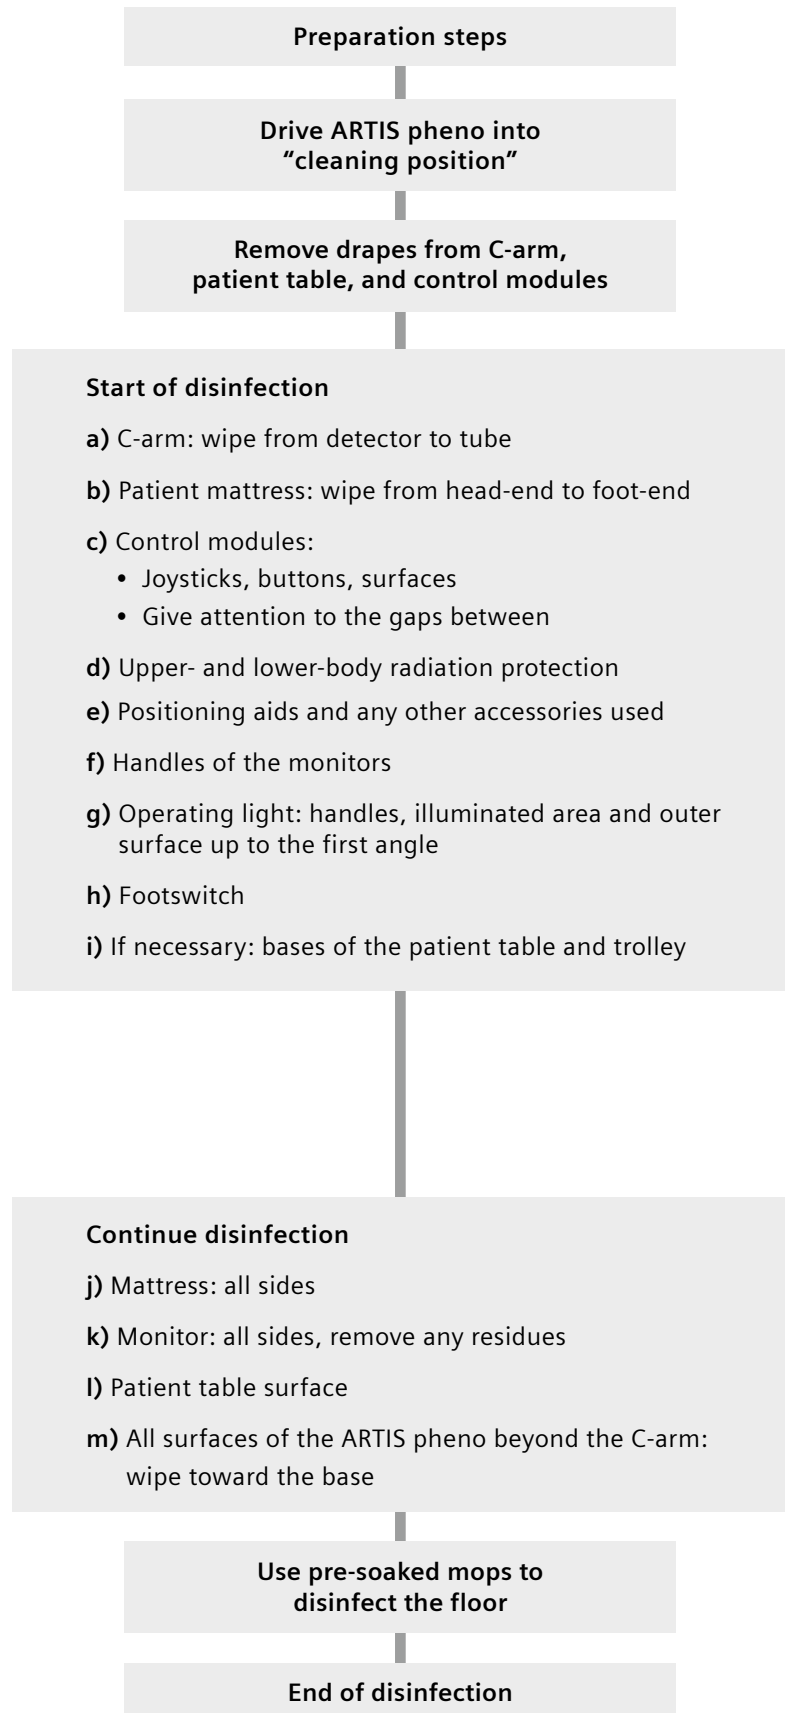 Preparation steps
Drive ARTIS pheno into
“cleaning position”
Remove drapes from C-arm,
patient table, and control modules
Start of disinfection
a) C-arm: wipe from detector to tube
b) Patient mattress: wipe from head-end to foot-end
c) Control modules:
• Joysticks, buttons, surfaces
• Give attention to the gaps between
d) Upper- and lower-body radiation protection
e) Positioning aids and any other accessories used
f) Handles of the monitors
g) Operating light: handles, illuminated area and outer
surface up to the first angle
h) Footswitch
i) If necessary: bases of the patient table and trolley
Continue disinfection
j) Mattress: all sides
k) Monitor: all sides, remove any residues
l) Patient table surface
m) All surfaces of the ARTIS pheno beyond the C-arm:
wipe toward the base
Use pre-soaked mops to
disinfect the floor
End of disinfection